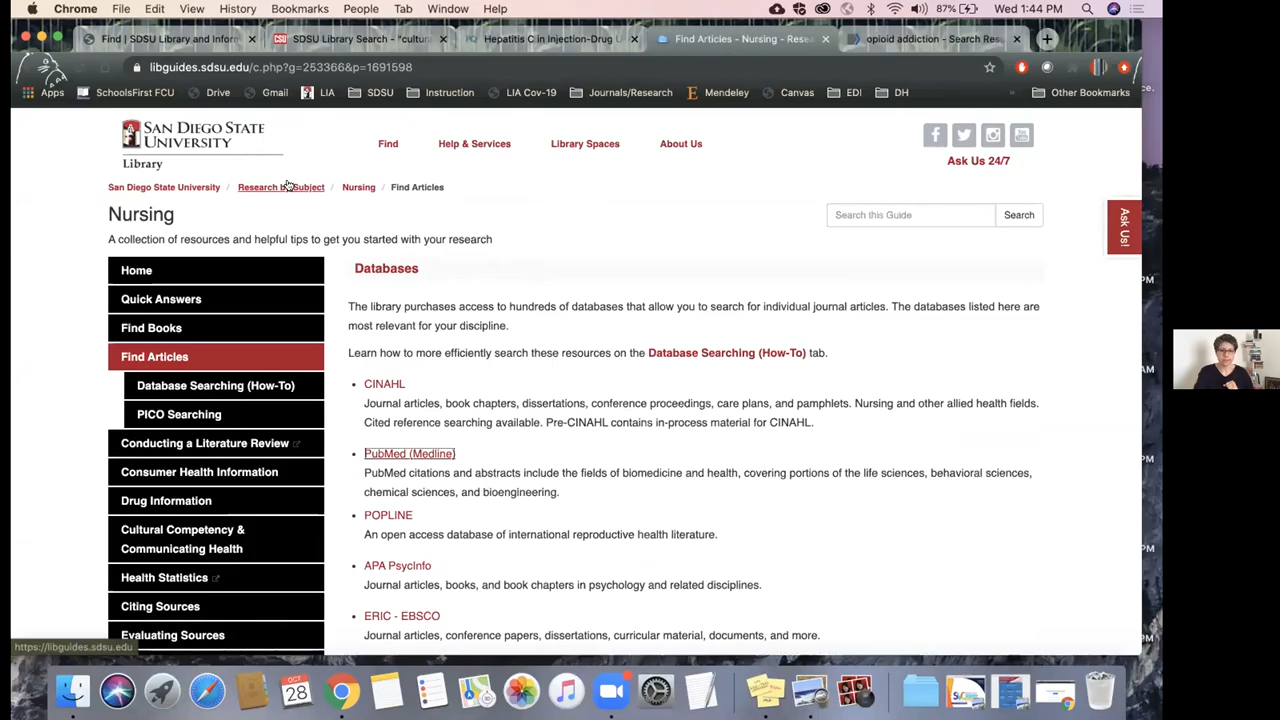 Chrome File Edit View History Bookmarks People Tab Window Help 87% Wed 1:44 PM
Find | SDSU Library and Inform SDSU Library Search - "cultur Hepatitis C in Injection-Drug U Find Articles - Nursing - Resea opioid addiction - Search Res
libguides.sdsu.edu/c.php?g=253366&p=1691598
Apps SchoolsFirst FCU Drive Gmail LIA SDSU Instruction LIA Cov-19 Journals/Research Mendeley Canvas EDI DH » Other Bookmarks
SAN DIEGO STATE
UNIVERSITY
Library
Find Help & Services Library Spaces About Us
Ask Us 24/7
San Diego State University / Research by Subject / Nursing / Find Articles
Nursing
Search this Guide Search
Ask Us!
A collection of resources and helpful tips to get you started with your research
Home
Quick Answers
Find Books
Find Articles
Database Searching (How-To)
PICO Searching
Conducting a Literature Review
Consumer Health Information
Drug Information
Cultural Competency &
Communicating Health
Health Statistics
Citing Sources
Evaluating Sources
Databases
The library purchases access to hundreds of databases that allow you to search for individual journal articles. The databases listed here are
most relevant for your discipline.
Learn how to more efficiently search these resources on the Database Searching (How-To) tab.
• CINAHL
Journal articles, book chapters, dissertations, conference proceedings, care plans, and pamphlets. Nursing and other allied health fields.
Cited reference searching available. Pre-CINAHL contains in-process material for CINAHL.
• PubMed (Medline)
PubMed citations and abstracts include the fields of biomedicine and health, covering portions of the life sciences, behavioral sciences,
chemical sciences, and bioengineering.
• POPLINE
An open access database of international reproductive health literature.
• APA PsycInfo
Journal articles, books, and book chapters in psychology and related disciplines.
• ERIC - EBSCO
Journal articles, conference papers, dissertations, curricular material, documents, and more.
https://libguides.sdsu.edu
OCT
28